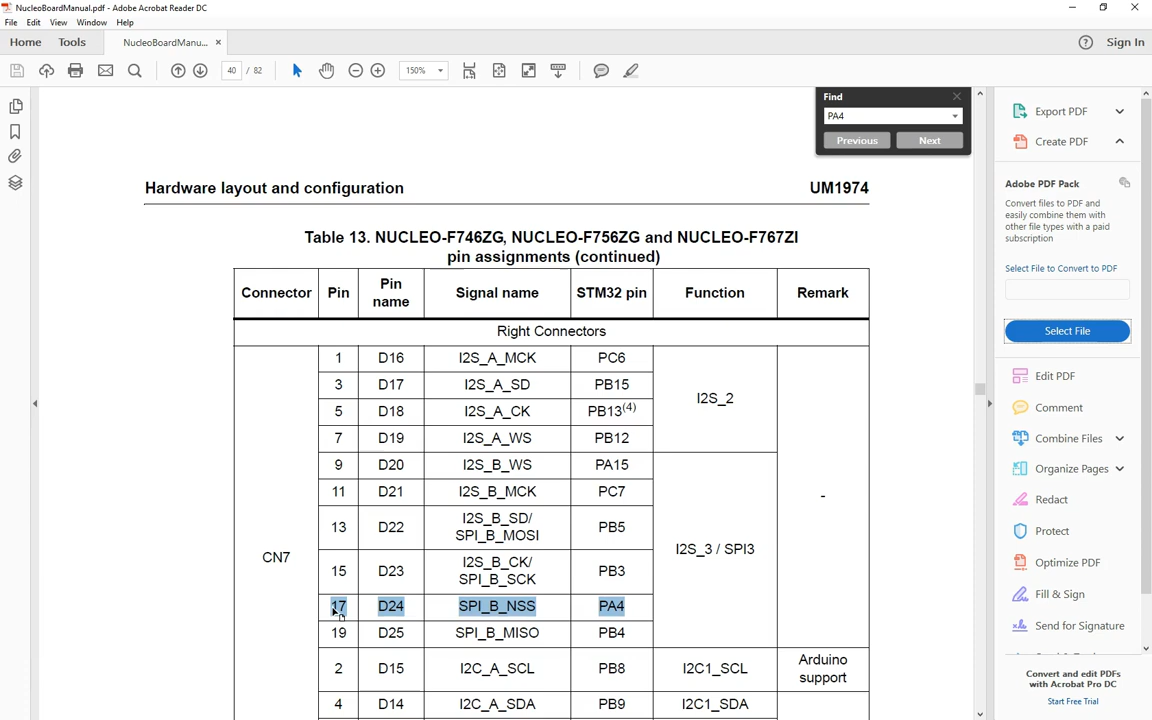 NucleoBoardManual.pdf - Adobe Acrobat Reader DC
File Edit View Window Help
Home Tools NucleoBoardManu... × ? Sign In
40 / 82 150%
Find
PA4
Previous Next
Hardware layout and configuration UM1974
Table 13. NUCLEO-F746ZG, NUCLEO-F756ZG and NUCLEO-F767ZI
pin assignments (continued)
Connector Pin Pin name Signal name STM32 pin Function Remark
Right Connectors
CN7
1 D16 I2S_A_MCK PC6
3 D17 I2S_A_SD PB15
5 D18 I2S_A_CK PB13(4)
7 D19 I2S_A_WS PB12
I2S_2
9 D20 I2S_B_WS PA15
11 D21 I2S_B_MCK PC7
13 D22 I2S_B_SD/
SPI_B_MOSI PB5
15 D23 I2S_B_CK/
SPI_B_SCK PB3
17 D24 SPI_B_NSS PA4
19 D25 SPI_B_MISO PB4
I2S_3 / SPI3
-
2 D15 I2C_A_SCL PB8 I2C1_SCL Arduino
support
4 D14 I2C_A_SDA PB9 I2C1_SDA
Export PDF
Create PDF
Adobe PDF Pack
Convert files to PDF and
easily combine them with
other file types with a paid
subscription
Select File to Convert to PDF
Select File
Edit PDF
Comment
Combine Files
Organize Pages
Redact
Protect
Optimize PDF
Fill & Sign
Send for Signature
Convert and edit PDFs
with Acrobat Pro DC
Start Free Trial